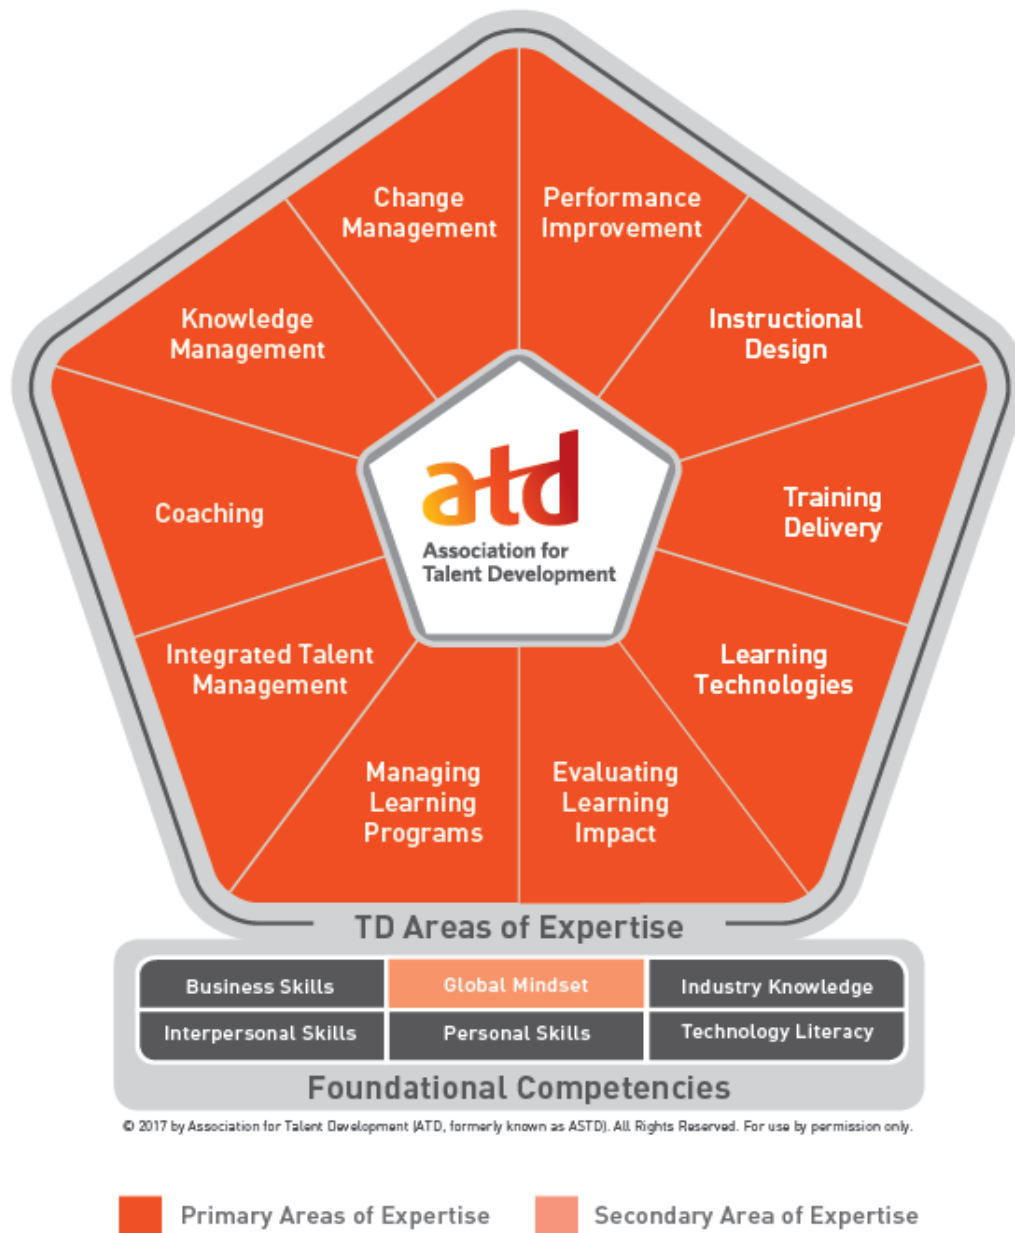 Change
Management
Performance
Improvement
Knowledge
Management
Instructional
Design
Coaching
atd
Association for
Talent Development
Training
Delivery
Integrated Talent
Management
Learning
Technologies
Managing
Learning
Programs
Evaluating
Learning
Impact
TD Areas of Expertise
Business Skills
Global Mindset
Industry Knowledge
Interpersonal Skills
Personal Skills
Technology Literacy
Foundational Competencies
© 2017 by Association for Talent Development (ATD, formerly known as ASTD). All Rights Reserved. For use by permission only.
Primary Areas of Expertise
Secondary Area of Expertise